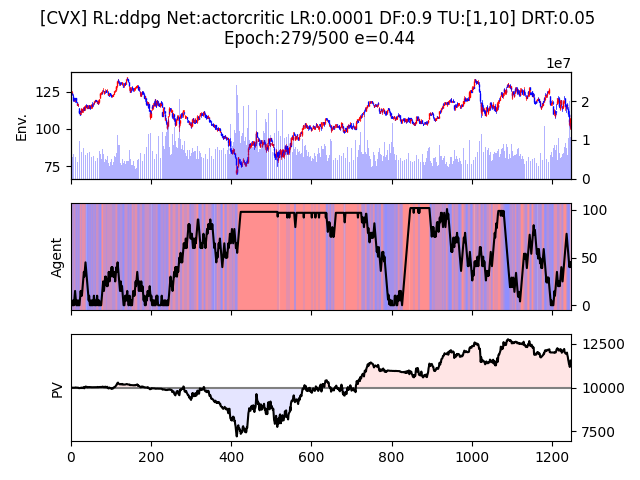 [CVX] RL:ddpg Net:actorcritic LR:0.0001 DF:0.9 TU:[1,10] DRT:0.05
Epoch:279/500 e=0.44
1e7
Env.
125
100
75
2
1
0
Agent
100
50
0
PV
12500
10000
7500
0 200 400 600 800 1000 1200